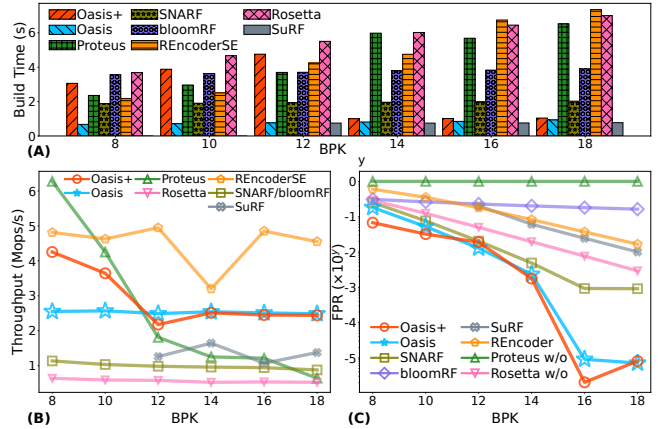 Oasis+ SNARF Rosetta
Oasis bloomRF SuRF
Proteus REncoderSE
Build Time (s)
6
4
2
0
8 10 12 14 16 18
(A) BPK
Oasis+ Proteus REncoderSE
Oasis Rosetta SNARF/bloomRF
SuRF
Throughput (Mops/s)
6
5
4
3
2
1
8 10 12 14 16 18
(B) BPK
y
FPR (×10^y)
0
-1
-2
-3
-4
-5
Oasis+ SuRF
Oasis REncoder
SNARF Proteus w/o
bloomRF Rosetta w/o
8 10 12 14 16 18
(C) BPK